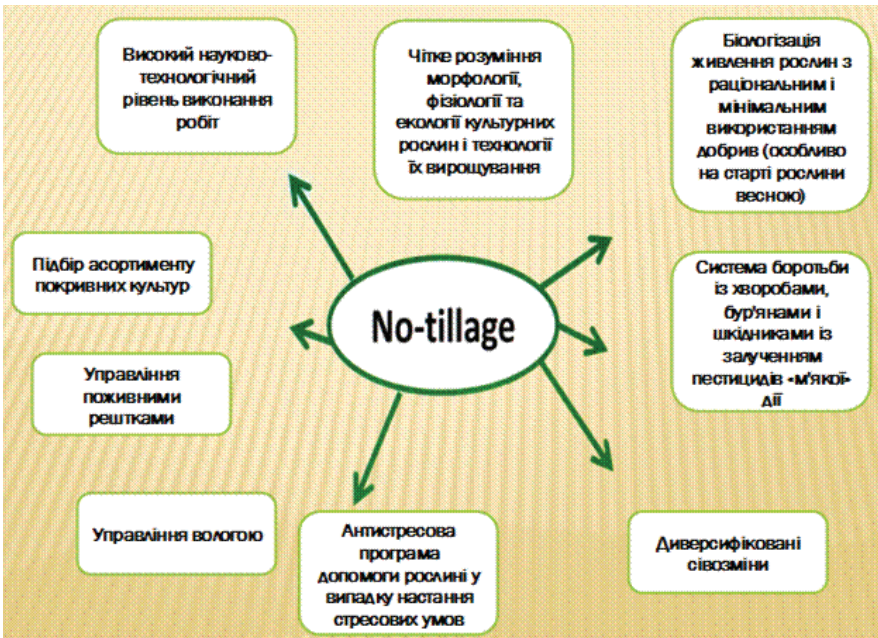 Високий науково-
технологічний
рівень виконання
робіт
Чітке розуміння
морфології,
фізіології та
екології культурних
рослин і технології
їх вирощування
Біологізація
живлення рослин з
раціональним і
мінімальним
використанням
добрив (особливо
на старті рослини
весною)
Підбір асортименту
покривних культур
No-tillage
Система боротьби
із хворобами,
бур'янами і
шкідниками із
залученням
пестицидів «м'якої»
дії
Управління
поживними
рештками
Управління вологою
Антистресова
програма
допомоги рослині у
випадку настання
стресових умов
Диверсифіковані
сівозміни